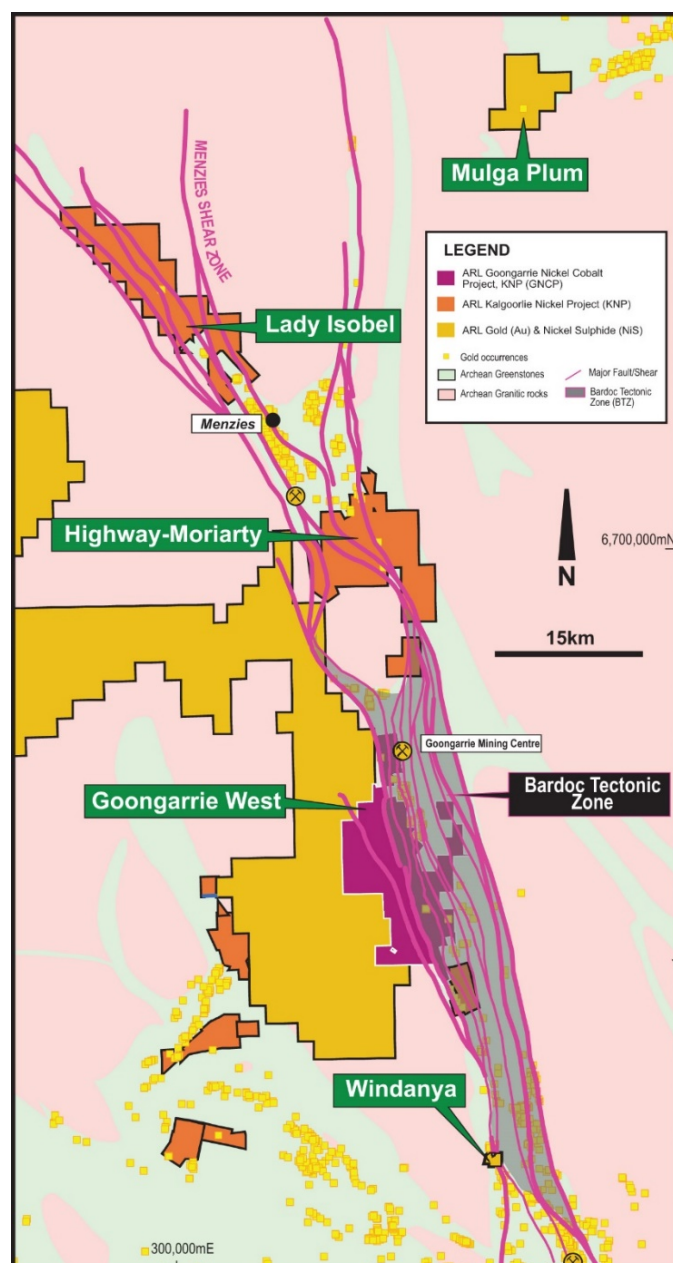 Mulga Plum
MENZIES SHEAR ZONE
LEGEND
ARL Goongarrie Nickel Cobalt
Project, KNP (GNCP)
ARL Kalgoorlie Nickel Project (KNP)
ARL Gold (Au) & Nickel Sulphide (NiS)
Gold occurrences
Archean Greenstones
Archean Granitic rocks
Major Fault/Shear
Bardoc Tectonic
Zone (BTZ)
Lady Isobel
Menzies
Highway-Moriarty
6,700,000mN
N
15km
Goongarrie Mining Centre
Goongarrie West
Bardoc Tectonic
Zone
Windanya
300,000mE